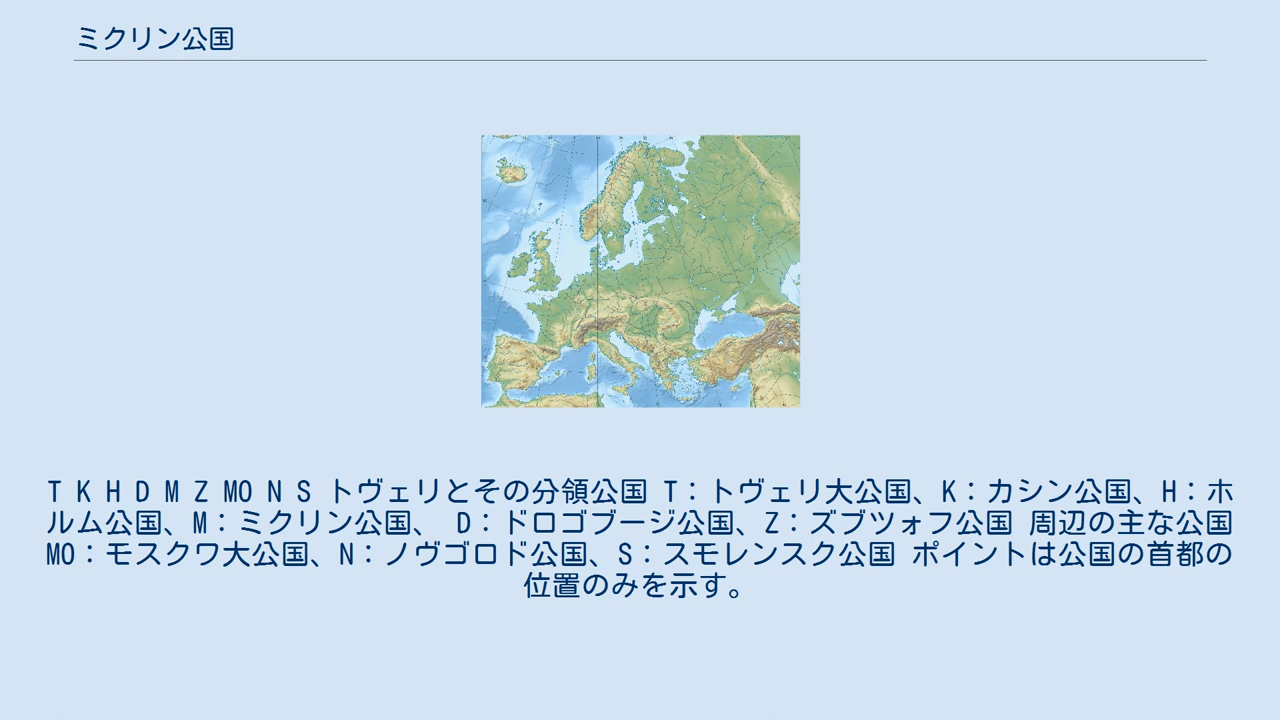 ミクリン公国
T K H D M Z MO N S トヴェリとその分領公国 T：トヴェリ大公国、K：カシン公国、H：ホ
ルム公国、M：ミクリン公国、 D：ドロゴブージ公国、Z：ズブツォフ公国 周辺の主な公国
MO：モスクワ大公国、N：ノヴゴロド公国、S：スモレンスク公国 ポイントは公国の首都の
位置のみを示す。